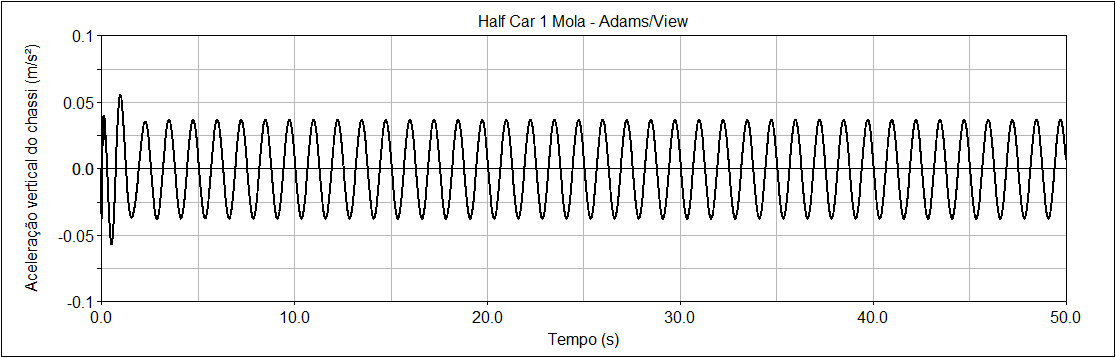 Half Car 1 Mola - Adams/View
Aceleração vertical do chassi (m/s²)
0.1
0.05
0.0
-0.05
-0.1
0.0 10.0 20.0 30.0 40.0 50.0
Tempo (s)